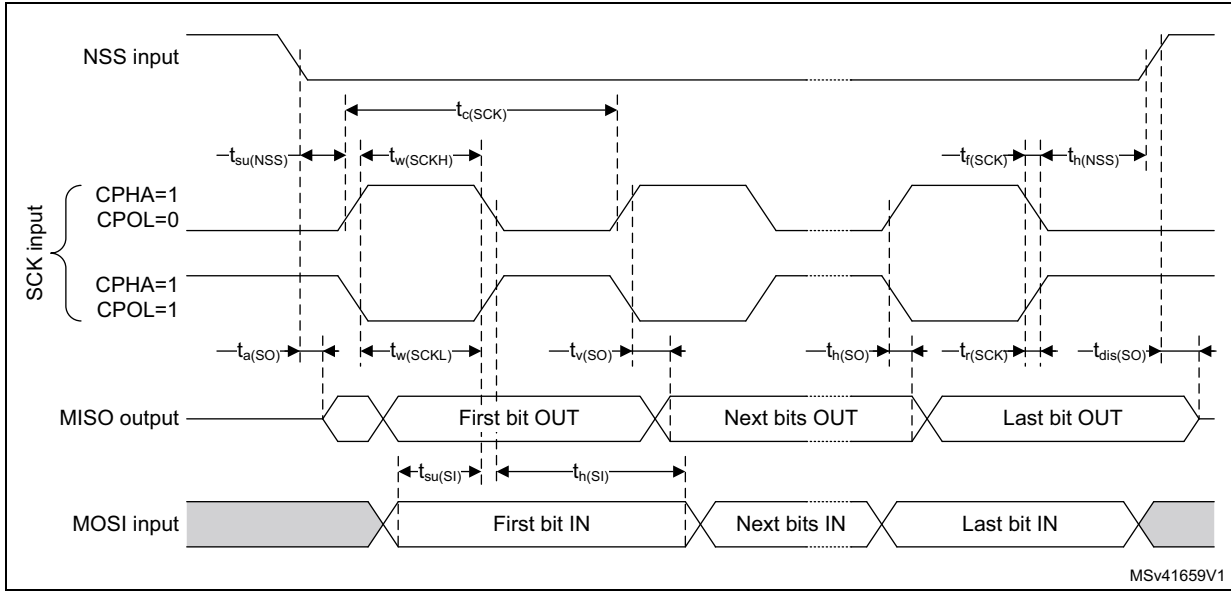 NSS input
tc(SCK)
tsu(NSS)
tw(SCKH)
tf(SCK)
th(NSS)
SCK input
CPHA=1
CPOL=0
CPHA=1
CPOL=1
ta(SO)
tw(SCKL)
tv(SO)
th(SO)
tr(SCK)
tdis(SO)
MISO output
First bit OUT
Next bits OUT
Last bit OUT
tsu(SI)
th(SI)
MOSI input
First bit IN
Next bits IN
Last bit IN
MSv41659V1